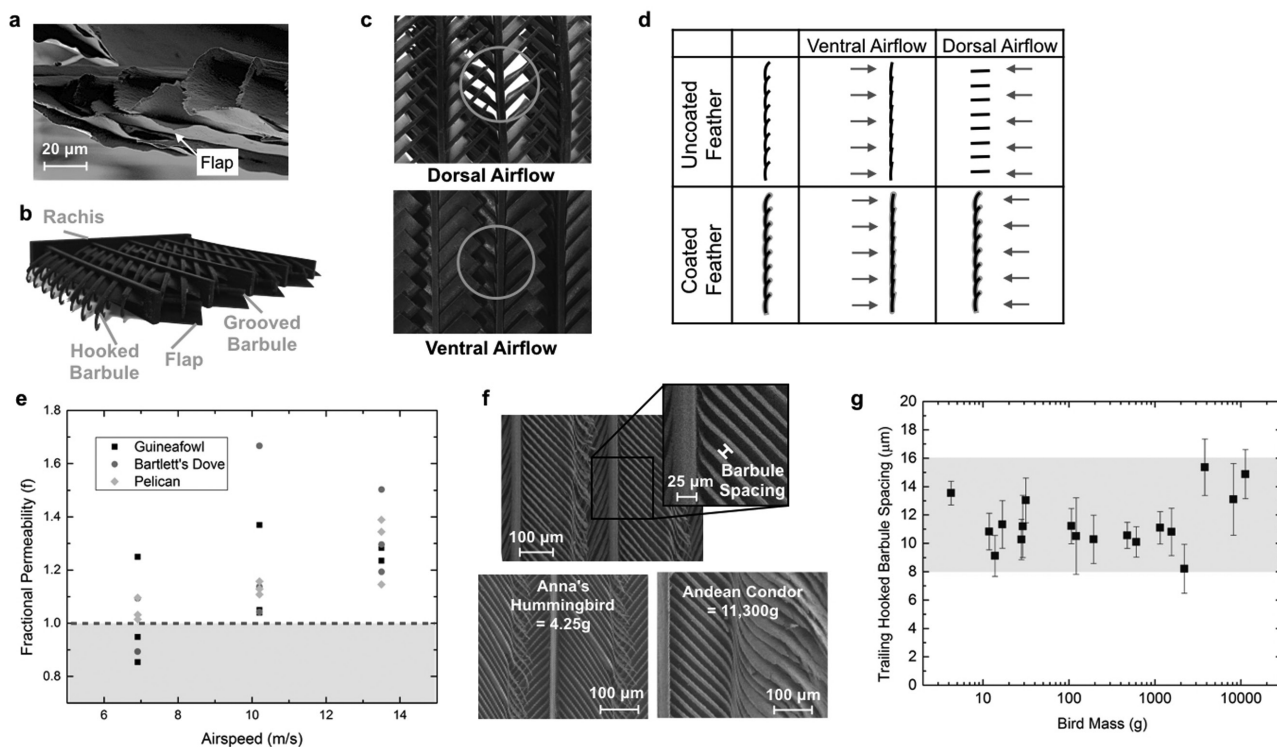 a
20 µm
Flap
b
Rachis
Grooved
Barbule
Hooked
Barbule
Flap
c
Dorsal Airflow
Ventral Airflow
d
Ventral Airflow
Dorsal Airflow
Uncoated
Feather
Coated
Feather
e
Fractional Permeability (f)
1.8
1.6
1.4
1.2
1.0
0.8
Guineafowl
Bartlett's Dove
Pelican
6
8
10
12
14
Airspeed (m/s)
f
Barbule
Spacing
25 µm
100 µm
Anna's
Hummingbird
= 4.25g
100 µm
Andean Condor
= 11,300g
100 µm
g
Trailing Hooked Barbule Spacing (µm)
20
18
16
14
12
10
8
6
4
2
0
10
100
1000
10000
Bird Mass (g)